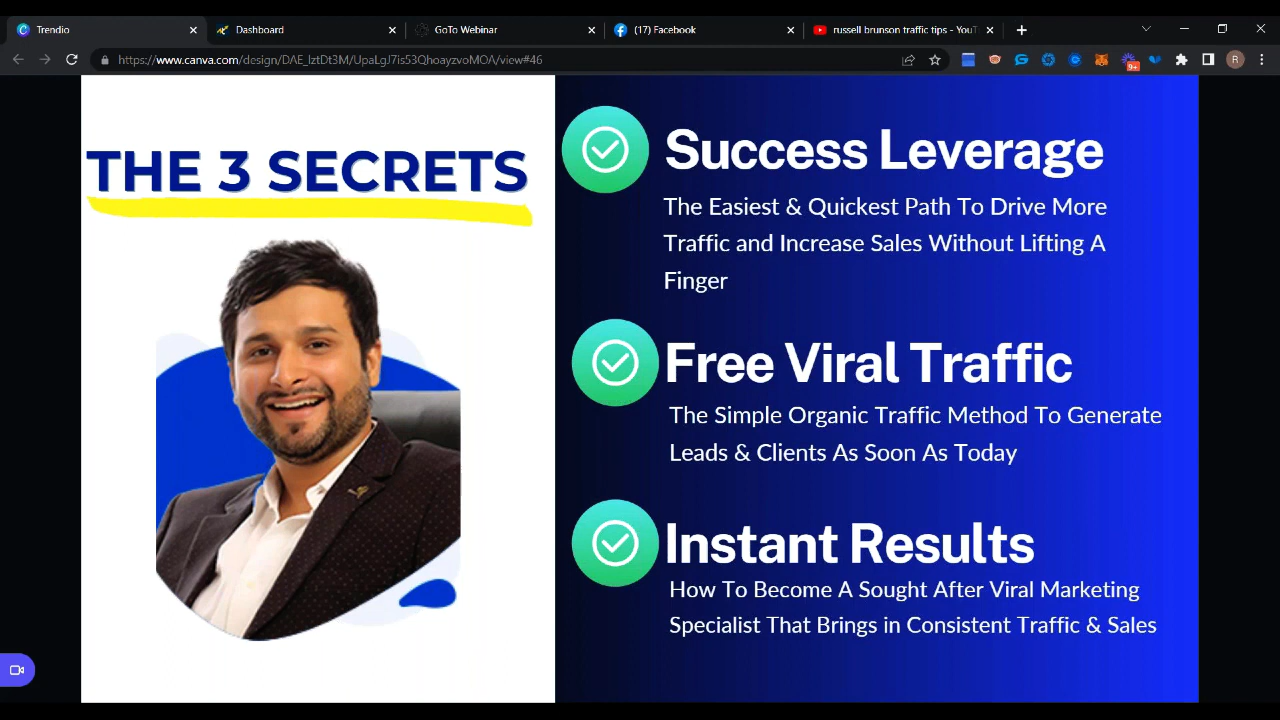 Trendio
Dashboard
GoTo Webinar
(17) Facebook
russell brunson traffic tips - YouT
https://www.canva.com/design/DAE_lztDt3M/UpaLgJ7is53QhoayzvoMOA/view#46
9+
R
THE 3 SECRETS
Success Leverage
The Easiest & Quickest Path To Drive More
Traffic and Increase Sales Without Lifting A
Finger
Free Viral Traffic
The Simple Organic Traffic Method To Generate
Leads & Clients As Soon As Today
Instant Results
How To Become A Sought After Viral Marketing
Specialist That Brings in Consistent Traffic & Sales